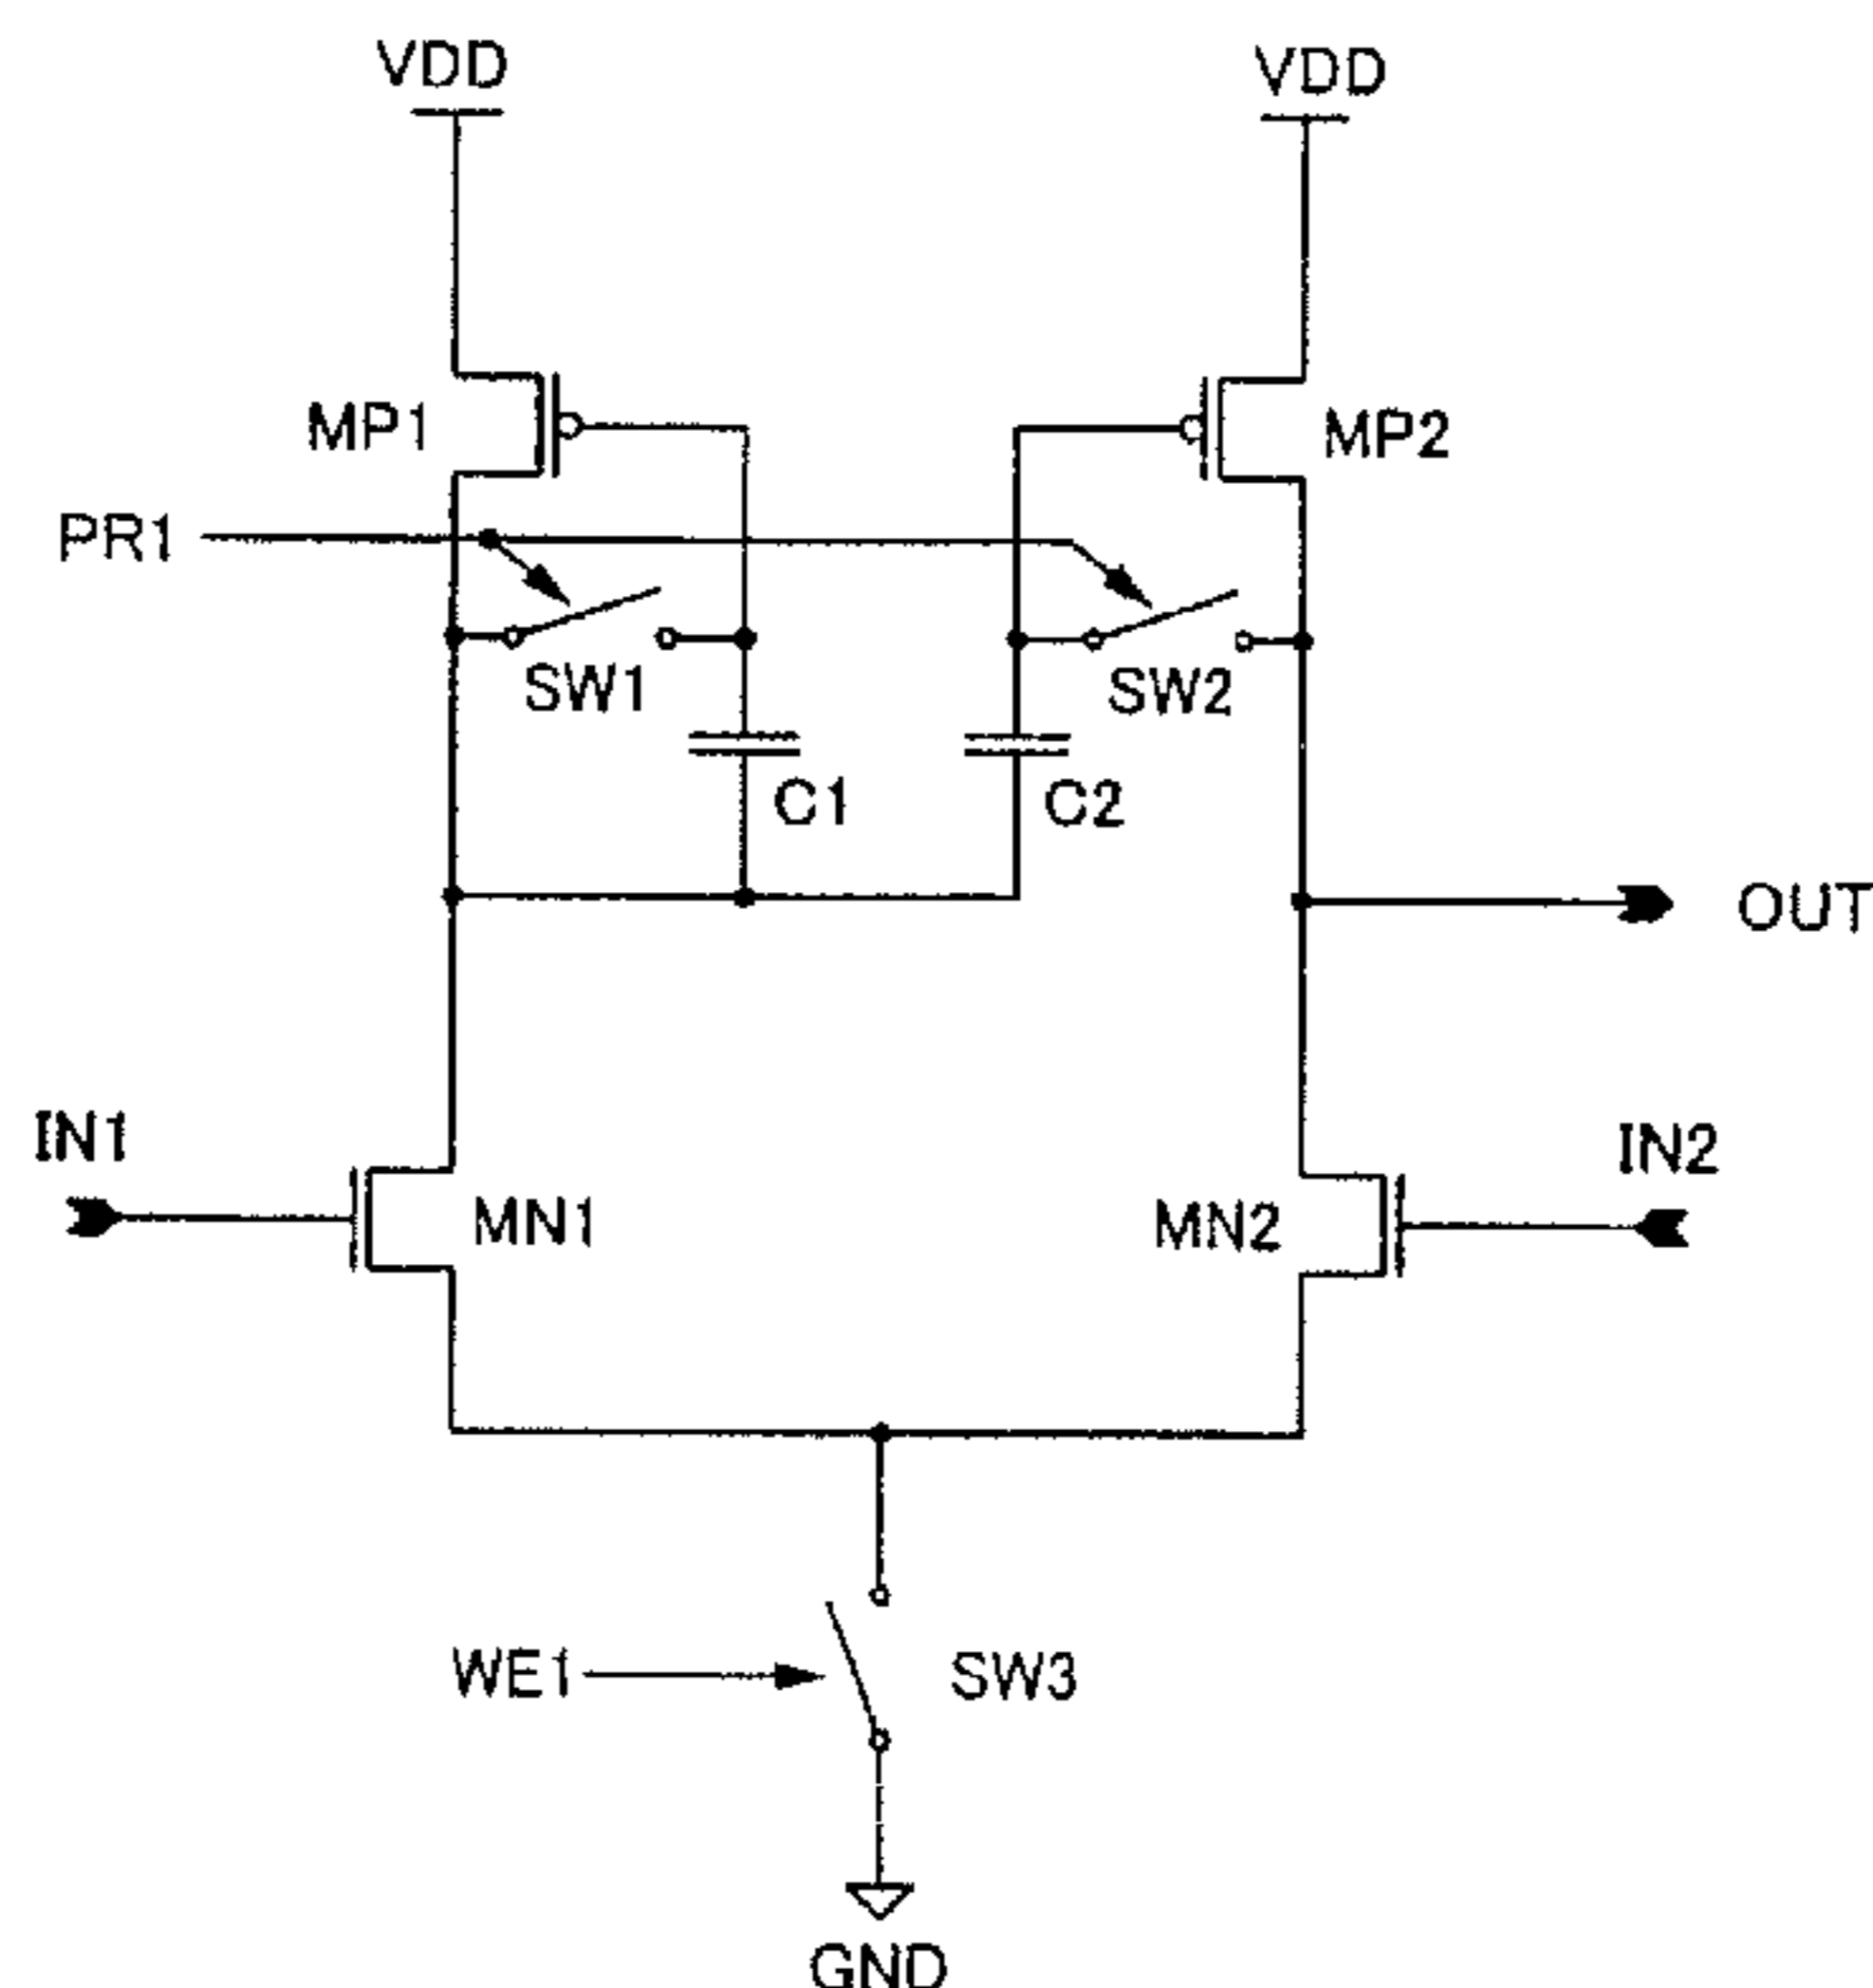 VDD
VDD
MP1
MP2
PR1
SW1
SW2
C1
C2
OUT
IN1
IN2
MN1
MN2
WE1
SW3
GND